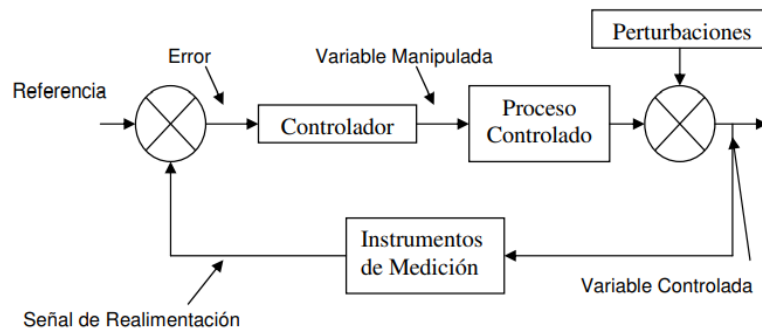 Perturbaciones
Error
Variable Manipulada
Referencia
Controlador
Proceso
Controlado
Instrumentos
de Medición
Variable Controlada
Señal de Realimentación